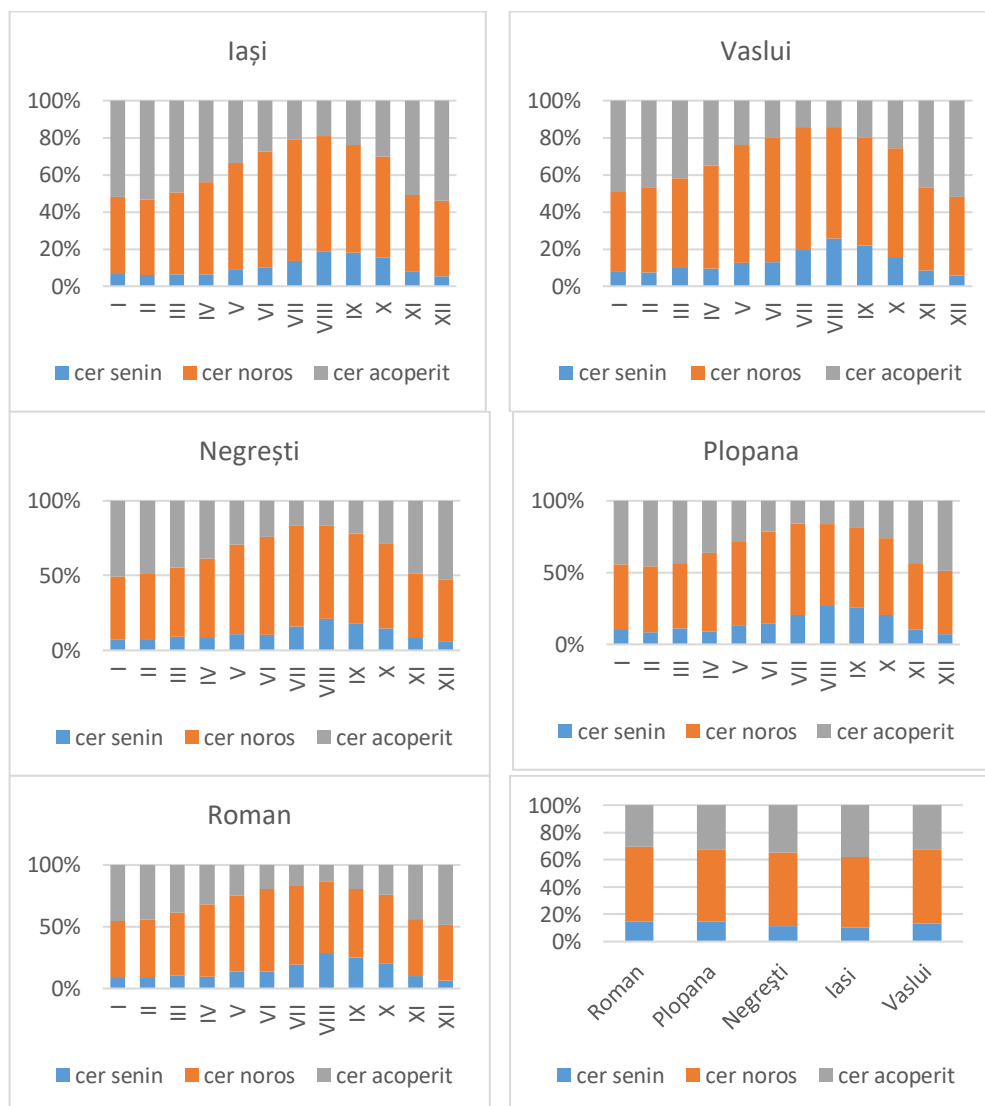 Iași
100%
80%
60%
40%
20%
0%
I II III IV V VI VII VIII IX X XI XII
cer senin cer noros cer acoperit
Vaslui
100%
80%
60%
40%
20%
0%
I II III IV V VI VII VIII IX X XI XII
cer senin cer noros cer acoperit
Negrești
100%
50%
0%
I II III IV V VI VII VIII IX X XI XII
cer senin cer noros cer acoperit
Plopana
100%
50%
0%
I II III IV V VI VII VIII IX X XI XII
cer senin cer noros cer acoperit
Roman
100%
50%
0%
I II III IV V VI VII VIII IX X XI XII
cer senin cer noros cer acoperit
100%
80%
60%
40%
20%
0%
Roman Plopana Negrești Iasi Vaslui
cer senin cer noros cer acoperit